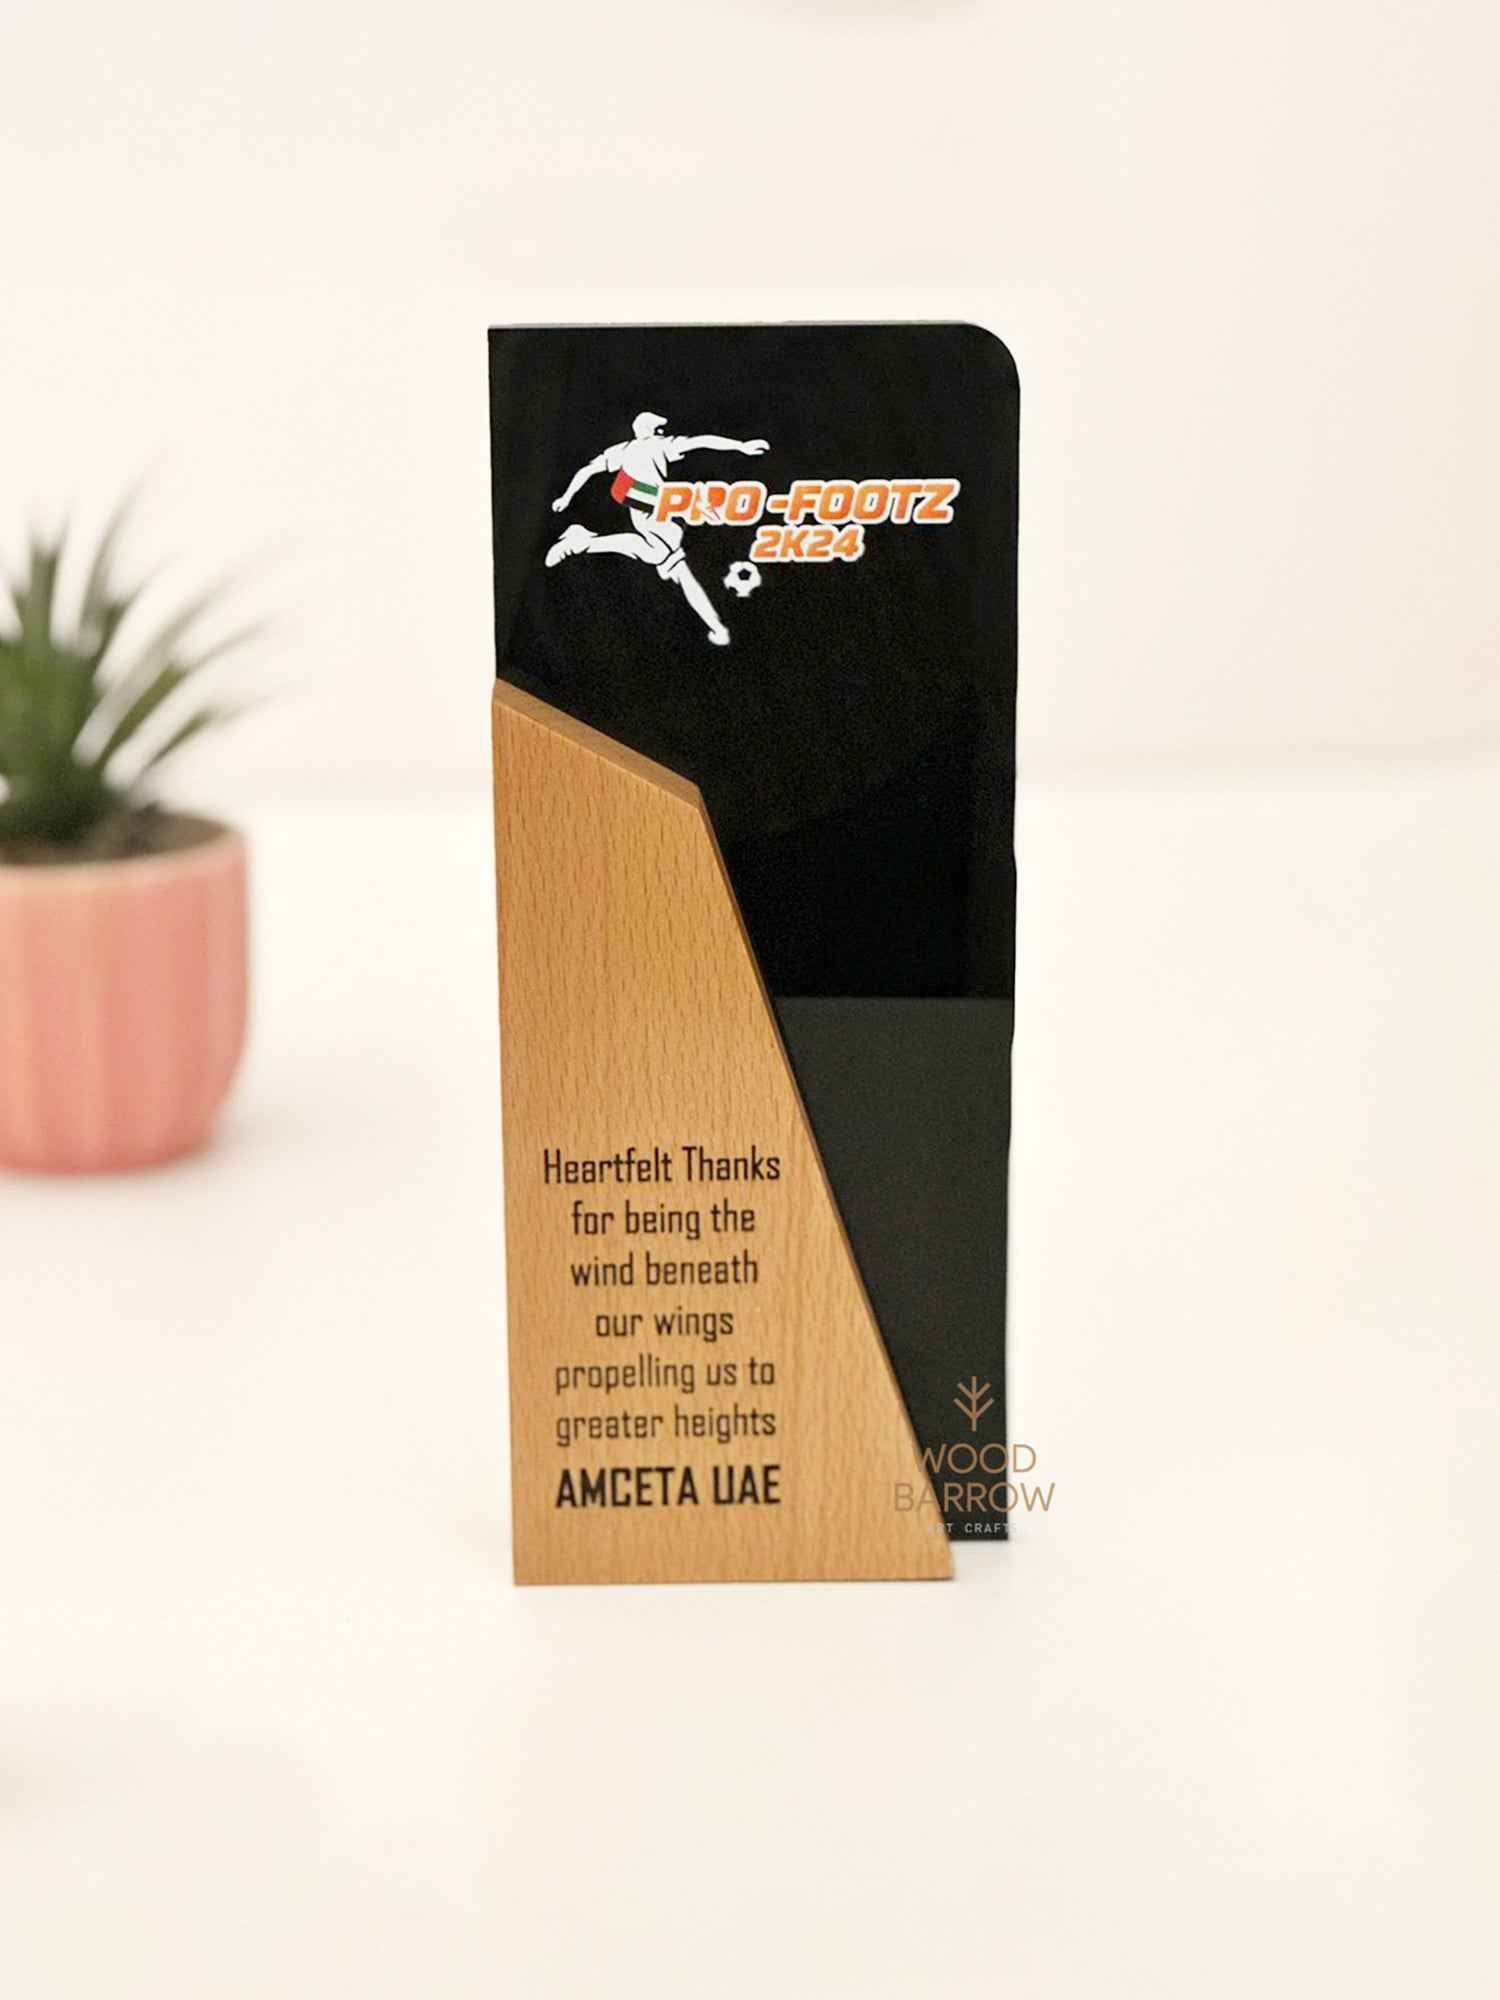 PRO-FOOTZ
2K24
Heartfelt Thanks
for being the
wind beneath
our wings
propelling us to
greater heights
AMCETA UAE
WOOD
BARROW
ART CRAFTS